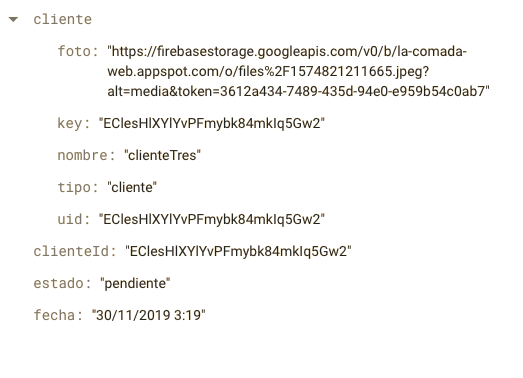 cliente
foto: "https://firebasestorage.googleapis.com/v0/b/la-comada-
web.appspot.com/o/files%2F1574821211665.jpeg?
alt=media&token=3612a434-7489-435d-94e0-e959b54c0ab7"
key: "EClesHlXYlYvPFmybk84mkIq5Gw2"
nombre: "clienteTres"
tipo: "cliente"
uid: "EClesHlXYlYvPFmybk84mkIq5Gw2"
clienteId: "EClesHlXYlYvPFmybk84mkIq5Gw2"
estado: "pendiente"
fecha: "30/11/2019 3:19"